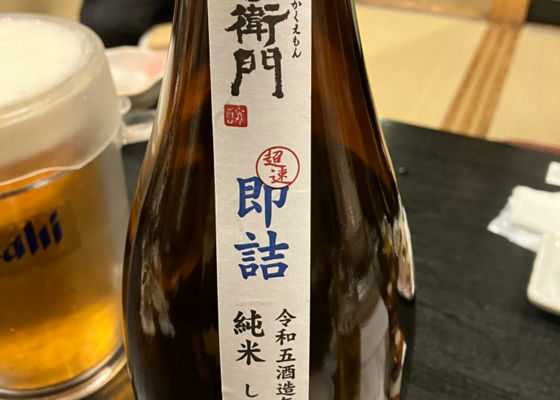 衛門
かくえもん
超速
即詰
令和五酒造年
純米 し
ahi